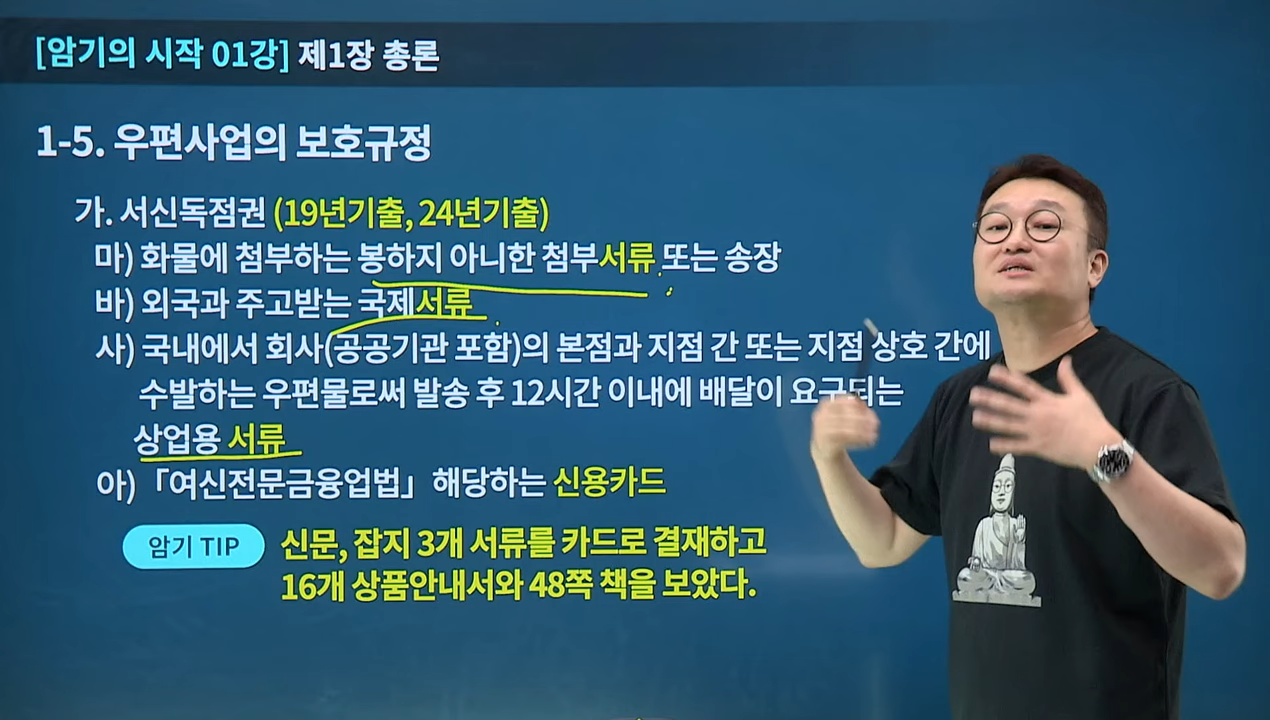 [암기의 시작 01강] 제1장 총론
1-5. 우편사업의 보호규정
가. 서신독점권 (19년기출, 24년기출)
마) 화물에 첨부하는 봉하지 아니한 첨부서류 또는 송장
바) 외국과 주고받는 국제서류
사) 국내에서 회사(공공기관 포함)의 본점과 지점 간 또는 지점 상호 간에
수발하는 우편물로써 발송 후 12시간 이내에 배달이 요구되는
상업용 서류
아)「여신전문금융업법」 해당하는 신용카드
암기 TIP
신문, 잡지 3개 서류를 카드로 결재하고
16개 상품안내서와 48쪽 책을 보았다.